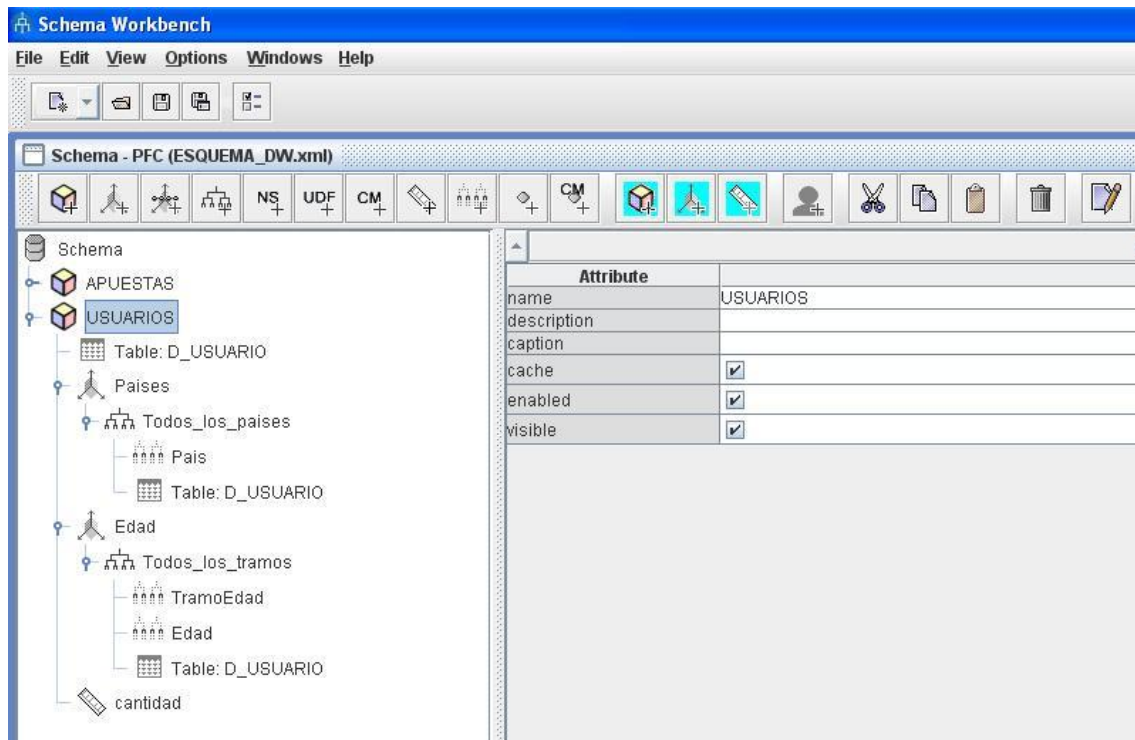 Schema Workbench
File Edit View Options Windows Help
Schema - PFC (ESQUEMA_DW.xml)
NS UDF CM CM
Schema
APUESTAS
USUARIOS
Table: D_USUARIO
Paises
Todos_los_paises
Pais
Table: D_USUARIO
Edad
Todos_los_tramos
TramoEdad
Edad
Table: D_USUARIO
cantidad
Attribute
name USUARIOS
description
caption
cache
enabled
visible